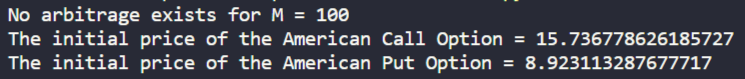 No arbitrage exists for M = 100
The initial price of the American Call Option = 15.736778626185727
The initial price of the American Put Option = 8.923113287677717